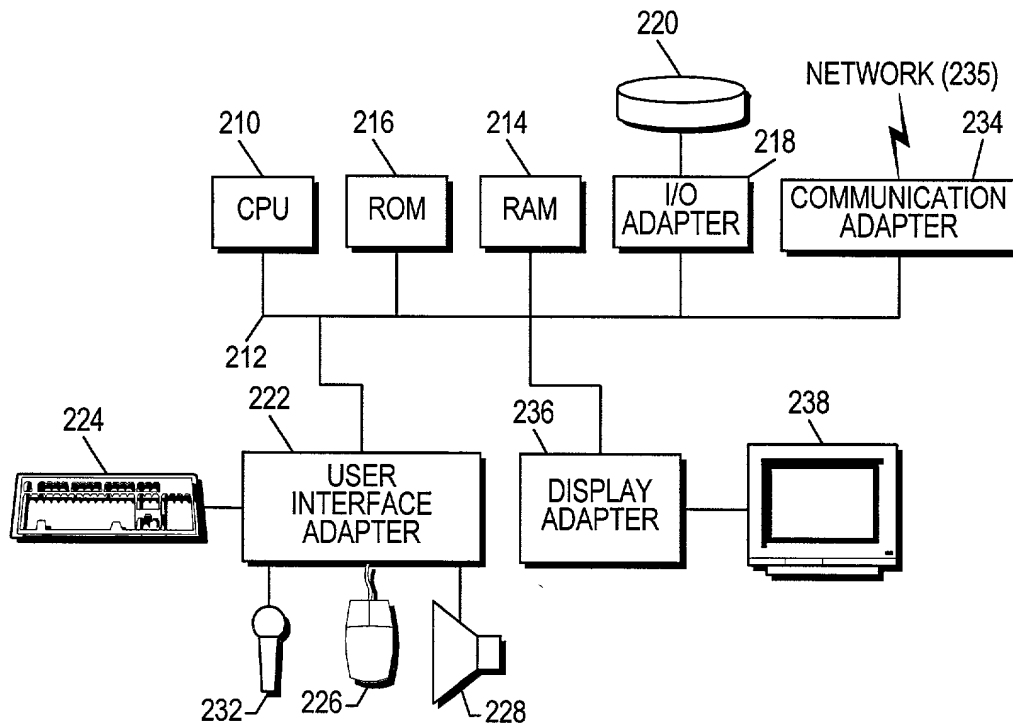 220
NETWORK (235)
210
216
214
218
234
CPU
ROM
RAM
I/O
ADAPTER
COMMUNICATION
ADAPTER
212
224
222
236
238
USER
INTERFACE
ADAPTER
DISPLAY
ADAPTER
232
226
228